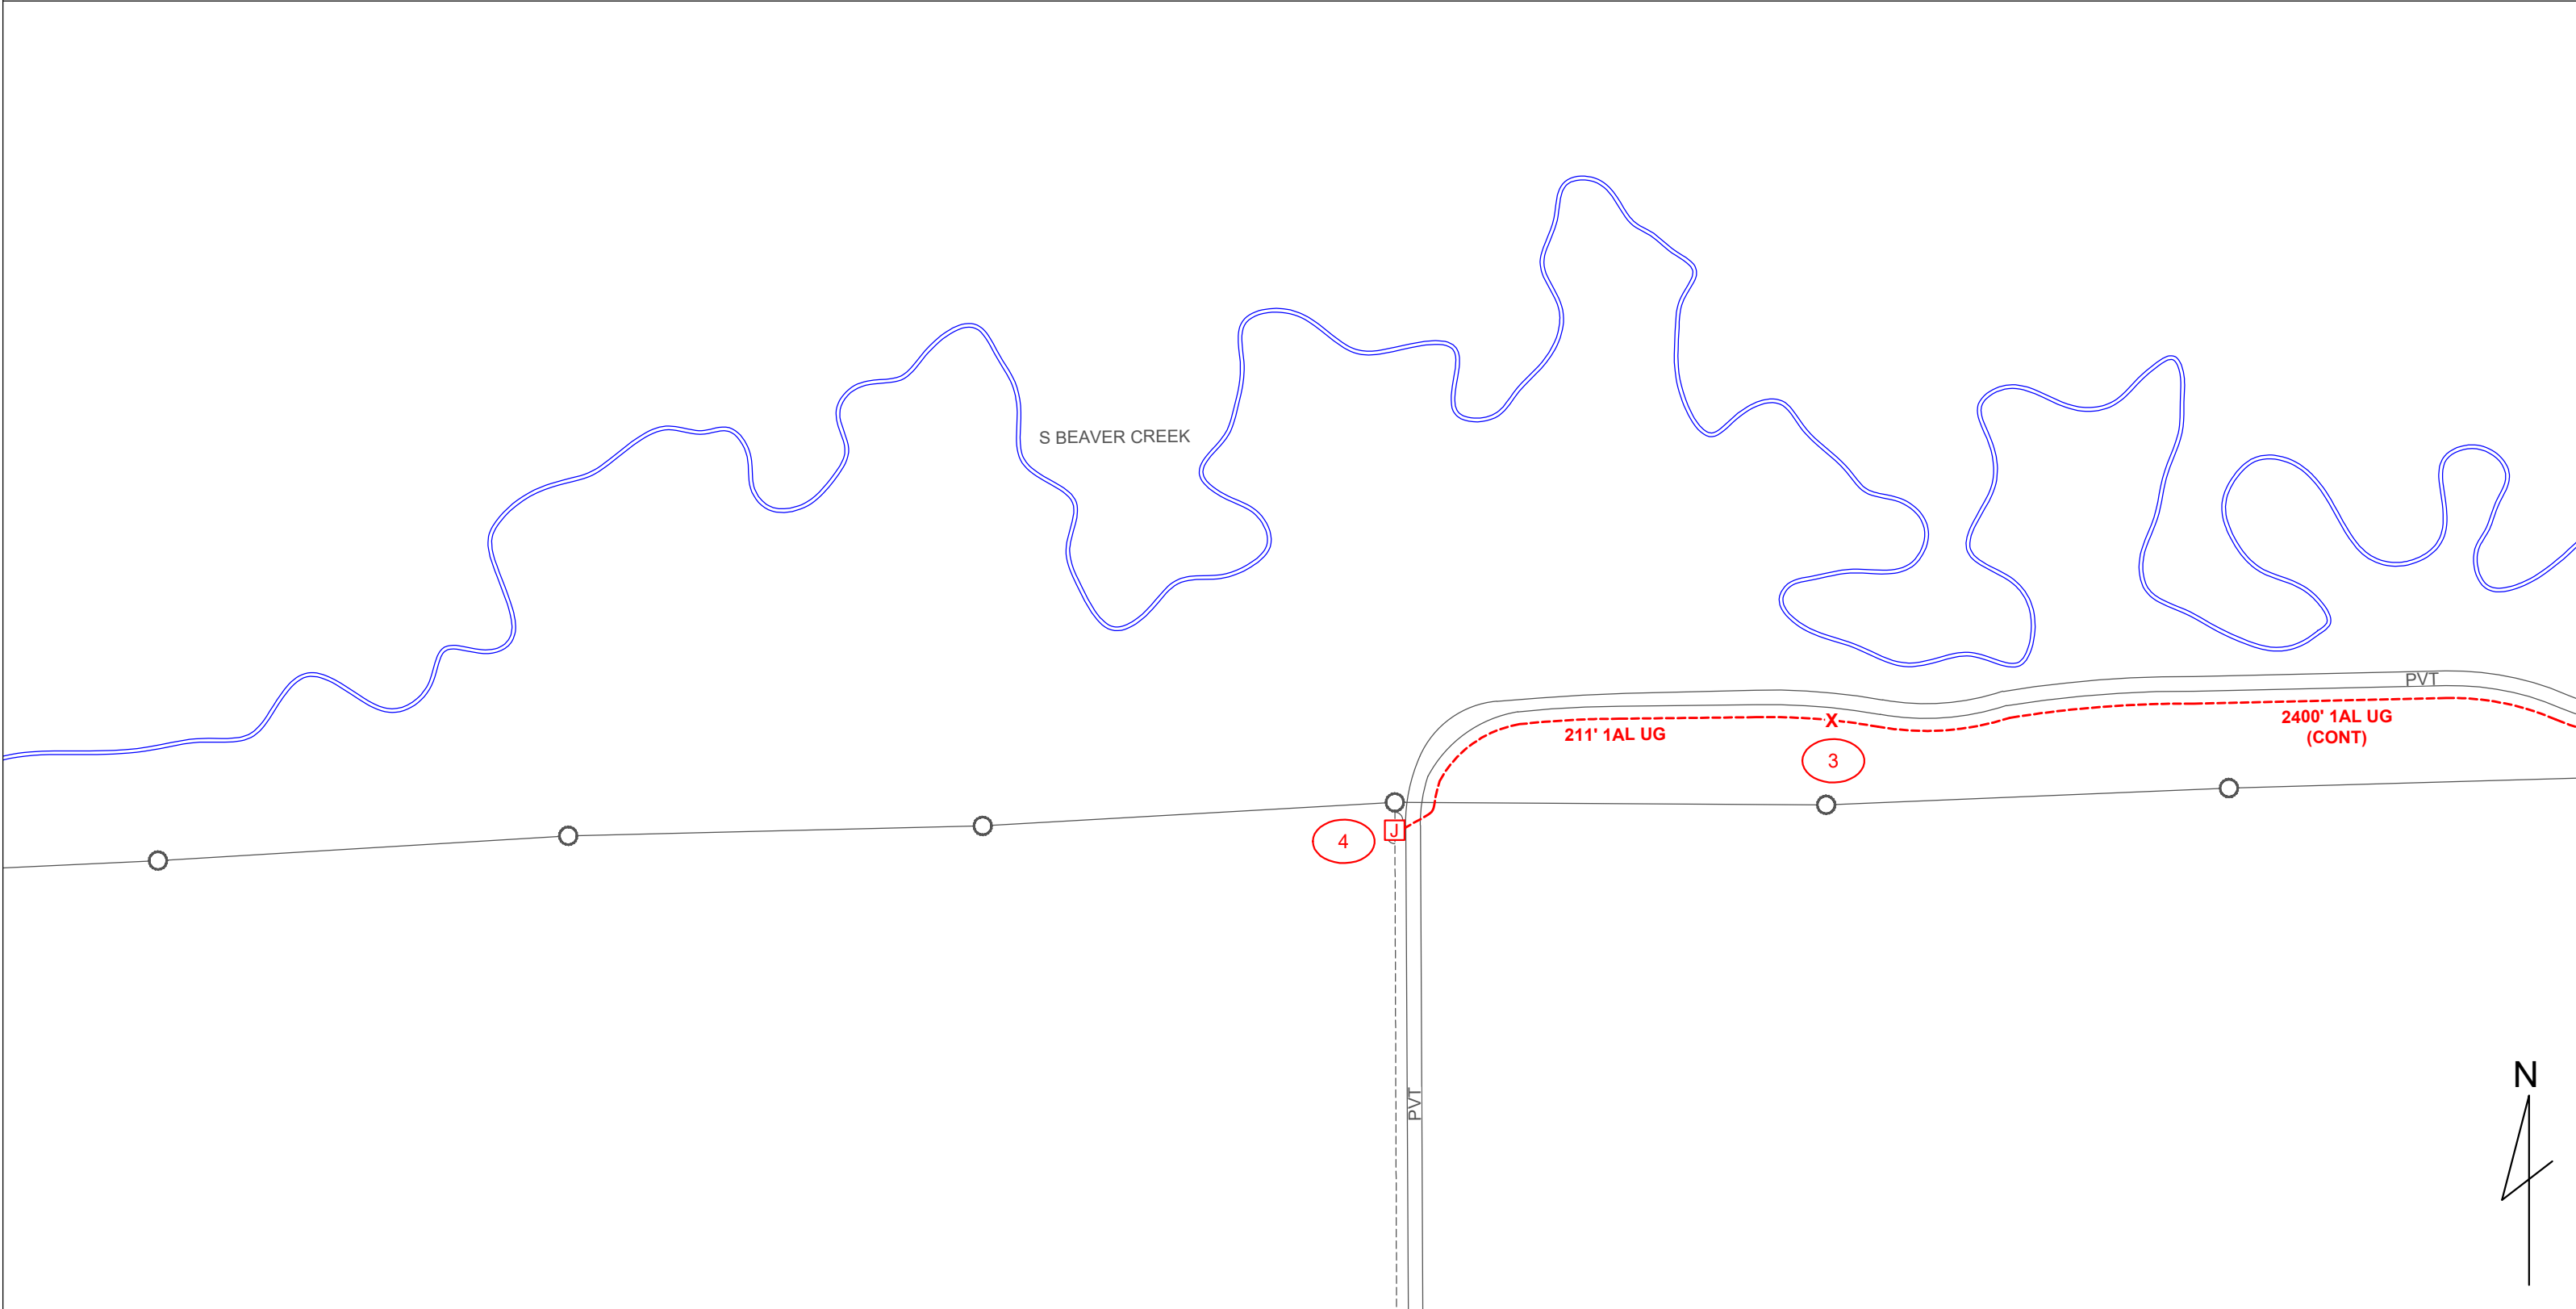 S BEAVER CREEK
PVT
X
2400' 1AL UG
(CONT)
211' 1AL UG
3
J
4
N
PVT